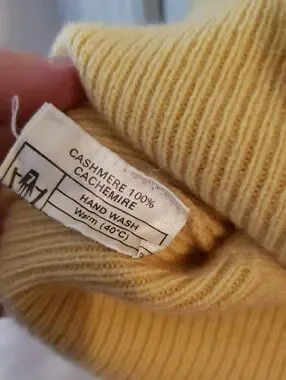 CASHMERE 100%
CACHEMIRE
HAND WASH
Warm (40°C)